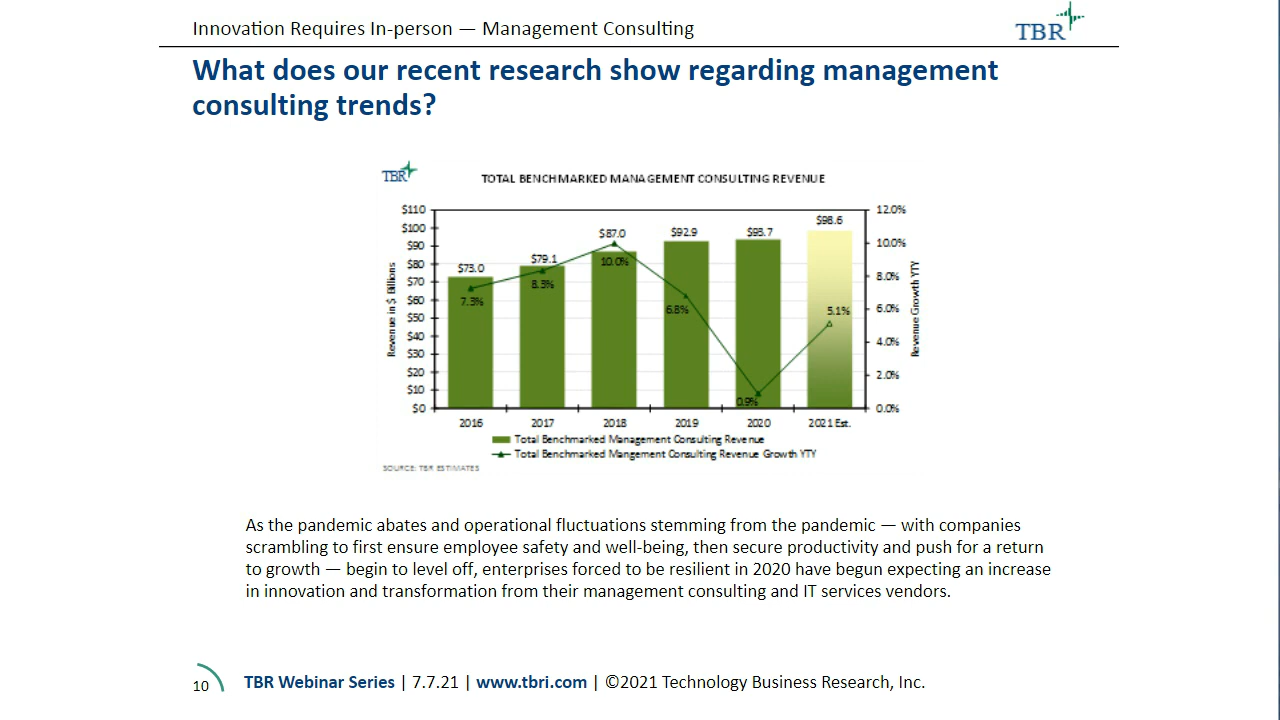 Innovation Requires In-person — Management Consulting
TBR
What does our recent research show regarding management
consulting trends?
TBR
TOTAL BENCHMARKED MANAGEMENT CONSULTING REVENUE
Revenue in $ Billions
$110
$100
$90
$80
$70
$60
$50
$40
$30
$20
$10
$0
$73.0
$79.1
$87.0
$92.9
$93.7
$98.6
7.3%
8.3%
10.0%
6.8%
0.9%
5.1%
12.0%
10.0%
8.0%
6.0%
4.0%
2.0%
0.0%
Revenue Growth YTY
2016 2017 2018 2019 2020 2021 Est.
Total Benchmarked Management Consulting Revenue
Total Benchmarked Mangement Consulting Revenue Growth YTY
SOURCE: TBR ESTIMATES
As the pandemic abates and operational fluctuations stemming from the pandemic — with companies
scrambling to first ensure employee safety and well-being, then secure productivity and push for a return
to growth — begin to level off, enterprises forced to be resilient in 2020 have begun expecting an increase
in innovation and transformation from their management consulting and IT services vendors.
10 TBR Webinar Series | 7.7.21 | www.tbri.com | ©2021 Technology Business Research, Inc.